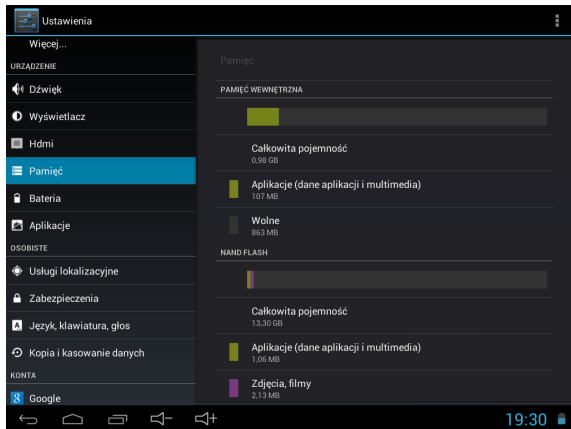 Ustawienia
Więcej...
URZĄDZENIE
Dźwięk
Wyświetlacz
Hdmi
Pamięć
Bateria
Aplikacje
OSOBISTE
Usługi lokalizacyjne
Zabezpieczenia
Język, klawiatura, głos
Kopia i kasowanie danych
KONTA
Google
Pamięć
PAMIĘĆ WEWNĘTRZNA
Całkowita pojemność
0,98 GB
Aplikacje (dane aplikacji i multimedia)
107 MB
Wolne
863 MB
NAND FLASH
Całkowita pojemność
13,30 GB
Aplikacje (dane aplikacji i multimedia)
1,06 MB
Zdjęcia, filmy
2,13 MB
19:30